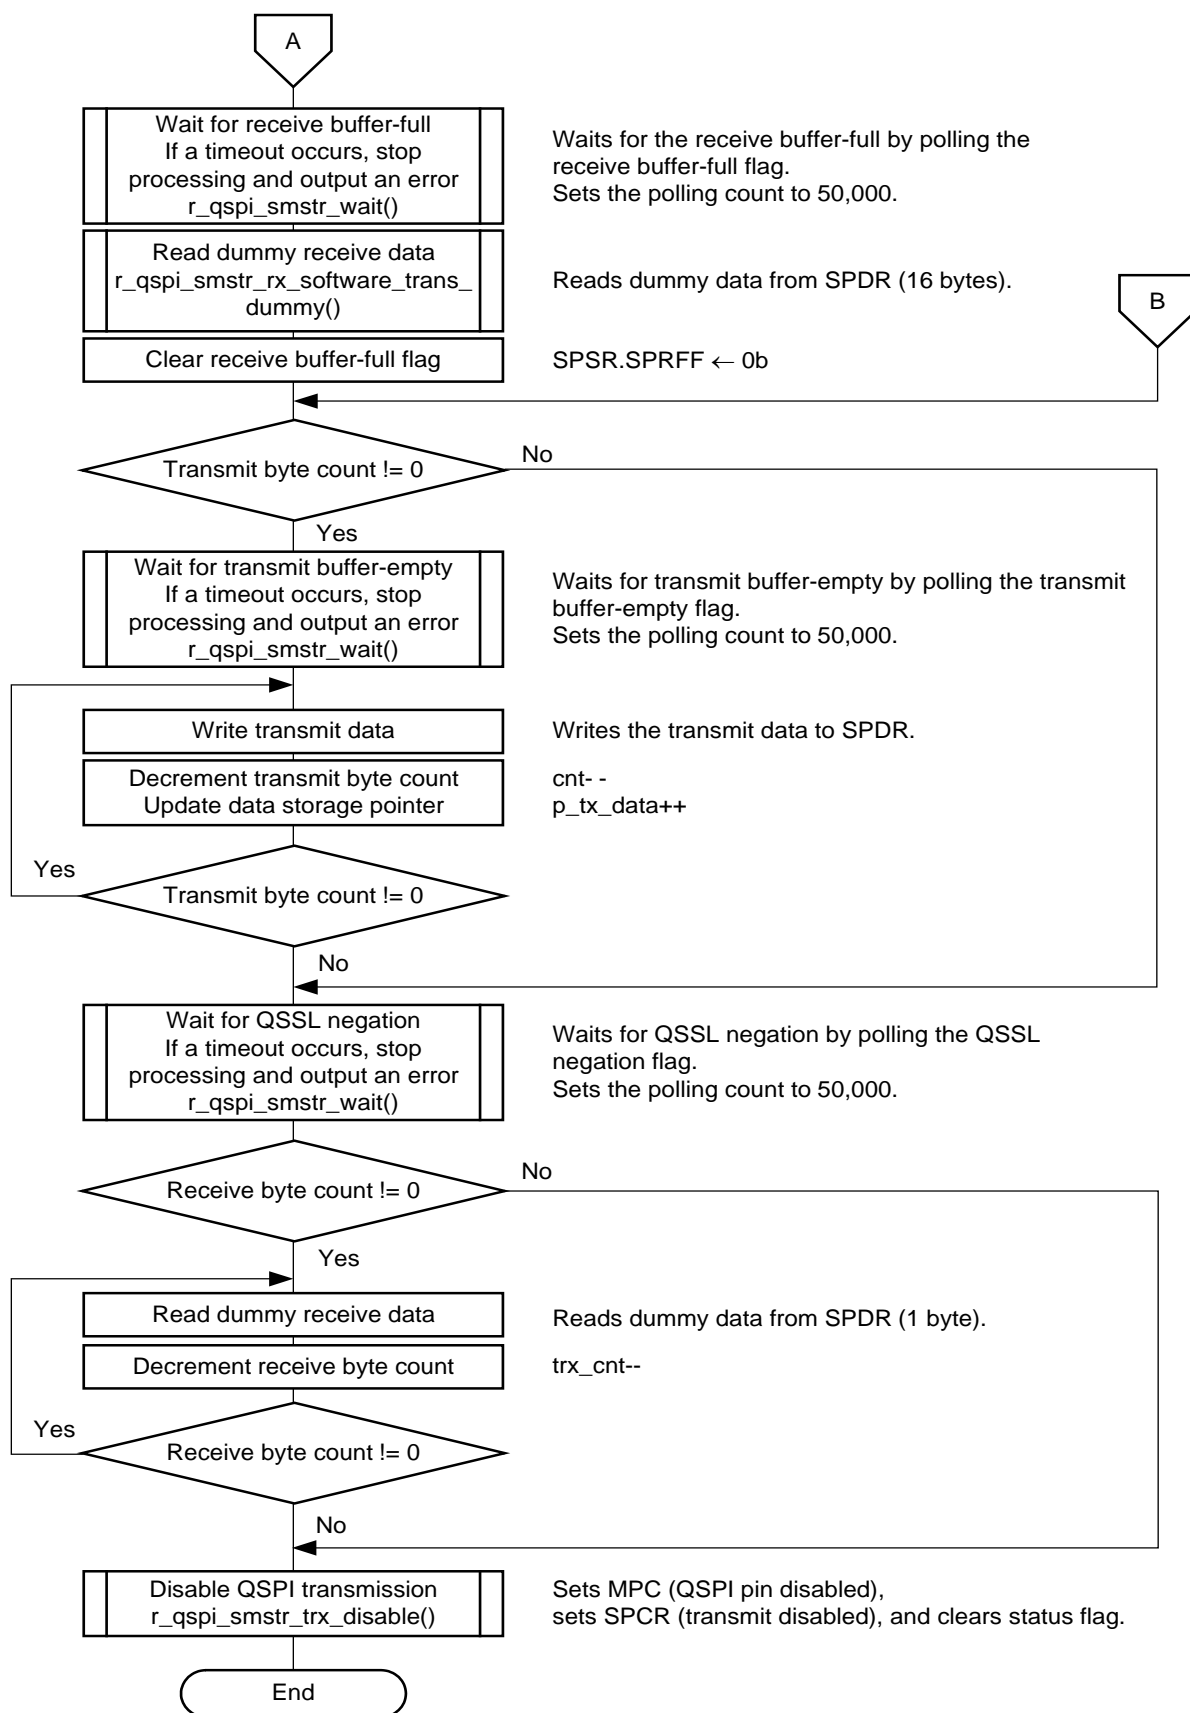 A
Wait for receive buffer-full
If a timeout occurs, stop
processing and output an error
r_qspi_smstr_wait()
Waits for the receive buffer-full by polling the
receive buffer-full flag.
Sets the polling count to 50,000.
Read dummy receive data
r_qspi_smstr_rx_software_trans_
dummy()
Reads dummy data from SPDR (16 bytes).
B
Clear receive buffer-full flag
SPSR.SPRFF ← 0b
Transmit byte count != 0
No
Yes
Wait for transmit buffer-empty
If a timeout occurs, stop
processing and output an error
r_qspi_smstr_wait()
Waits for transmit buffer-empty by polling the transmit
buffer-empty flag.
Sets the polling count to 50,000.
Write transmit data
Writes the transmit data to SPDR.
Decrement transmit byte count
Update data storage pointer
cnt- -
p_tx_data++
Yes
Transmit byte count != 0
No
Wait for QSSL negation
If a timeout occurs, stop
processing and output an error
r_qspi_smstr_wait()
Waits for QSSL negation by polling the QSSL
negation flag.
Sets the polling count to 50,000.
Receive byte count != 0
No
Yes
Read dummy receive data
Reads dummy data from SPDR (1 byte).
Decrement receive byte count
trx_cnt--
Yes
Receive byte count != 0
No
Disable QSPI transmission
r_qspi_smstr_trx_disable()
Sets MPC (QSPI pin disabled),
sets SPCR (transmit disabled), and clears status flag.
End